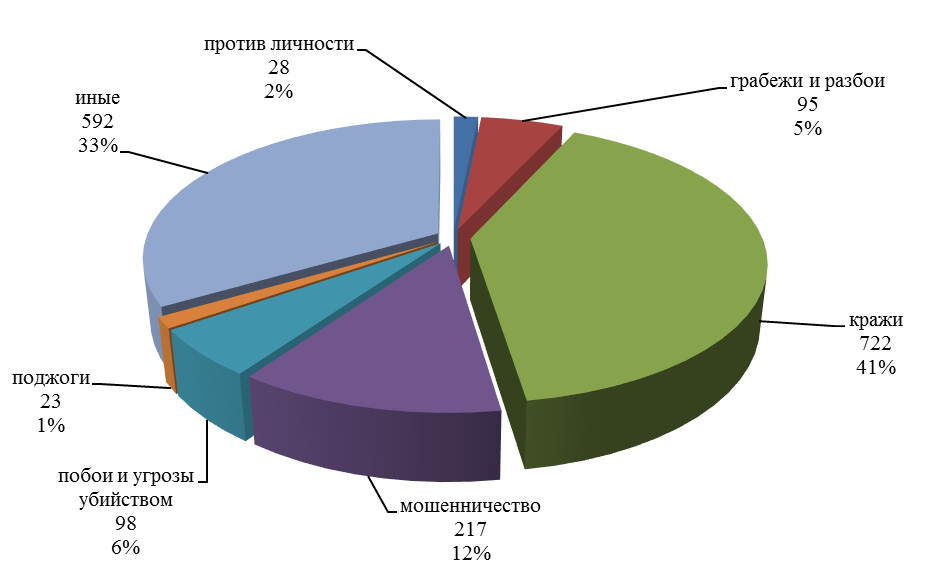 против личности
28
2%
грабежи и разбои
95
5%
кражи
722
41%
мошенничество
217
12%
побои и угрозы
убийством
98
6%
поджоги
23
1%
иные
592
33%